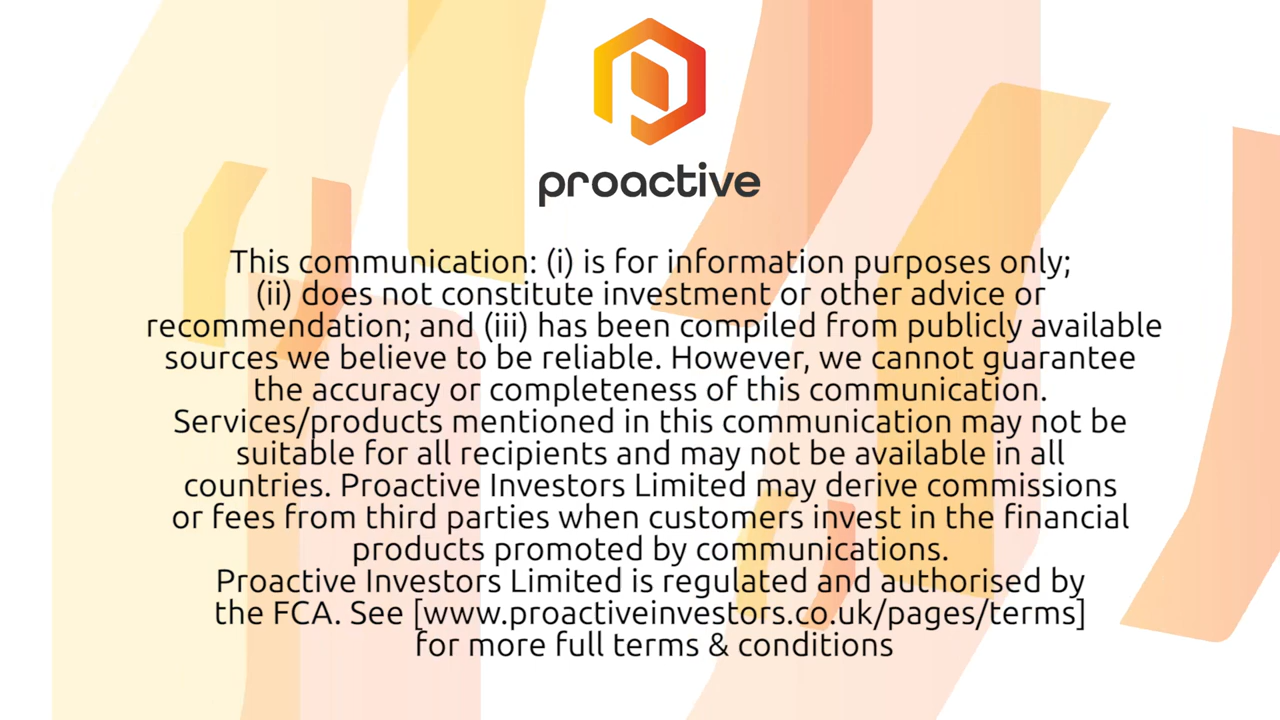 proactive
This communication: (i) is for information purposes only;
(ii) does not constitute investment or other advice or
recommendation; and (iii) has been compiled from publicly available
sources we believe to be reliable. However, we cannot guarantee
the accuracy or completeness of this communication.
Services/products mentioned in this communication may not be
suitable for all recipients and may not be available in all
countries. Proactive Investors Limited may derive commissions
or fees from third parties when customers invest in the financial
products promoted by communications.
Proactive Investors Limited is regulated and authorised by
the FCA. See [www.proactiveinvestors.co.uk/pages/terms]
for more full terms & conditions